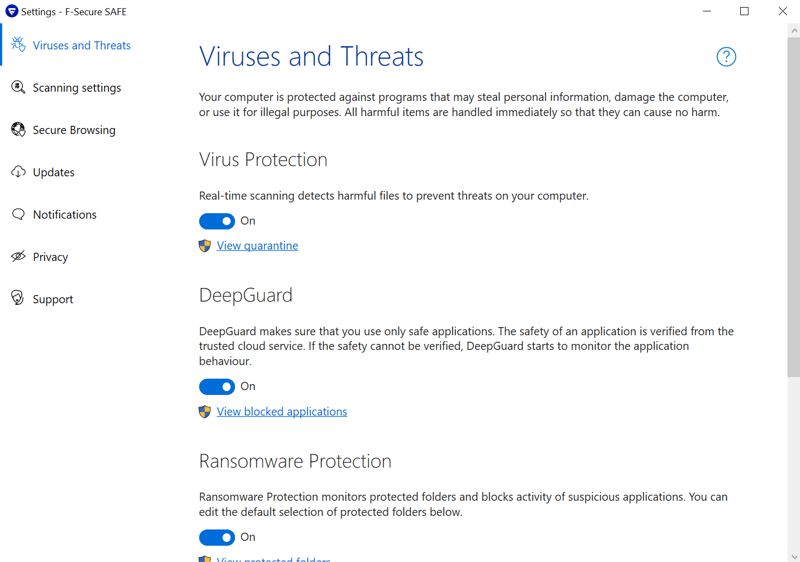 Settings - F-Secure SAFE
Viruses and Threats
Scanning settings
Secure Browsing
Updates
Notifications
Privacy
Support
Viruses and Threats
?
Your computer is protected against programs that may steal personal information, damage the computer,
or use it for illegal purposes. All harmful items are handled immediately so that they can cause no harm.
Virus Protection
Real-time scanning detects harmful files to prevent threats on your computer.
On
View quarantine
DeepGuard
DeepGuard makes sure that you use only safe applications. The safety of an application is verified from the
trusted cloud service. If the safety cannot be verified, DeepGuard starts to monitor the application
behaviour.
On
View blocked applications
Ransomware Protection
Ransomware Protection monitors protected folders and blocks activity of suspicious applications. You can
edit the default selection of protected folders below.
On
View protected folders